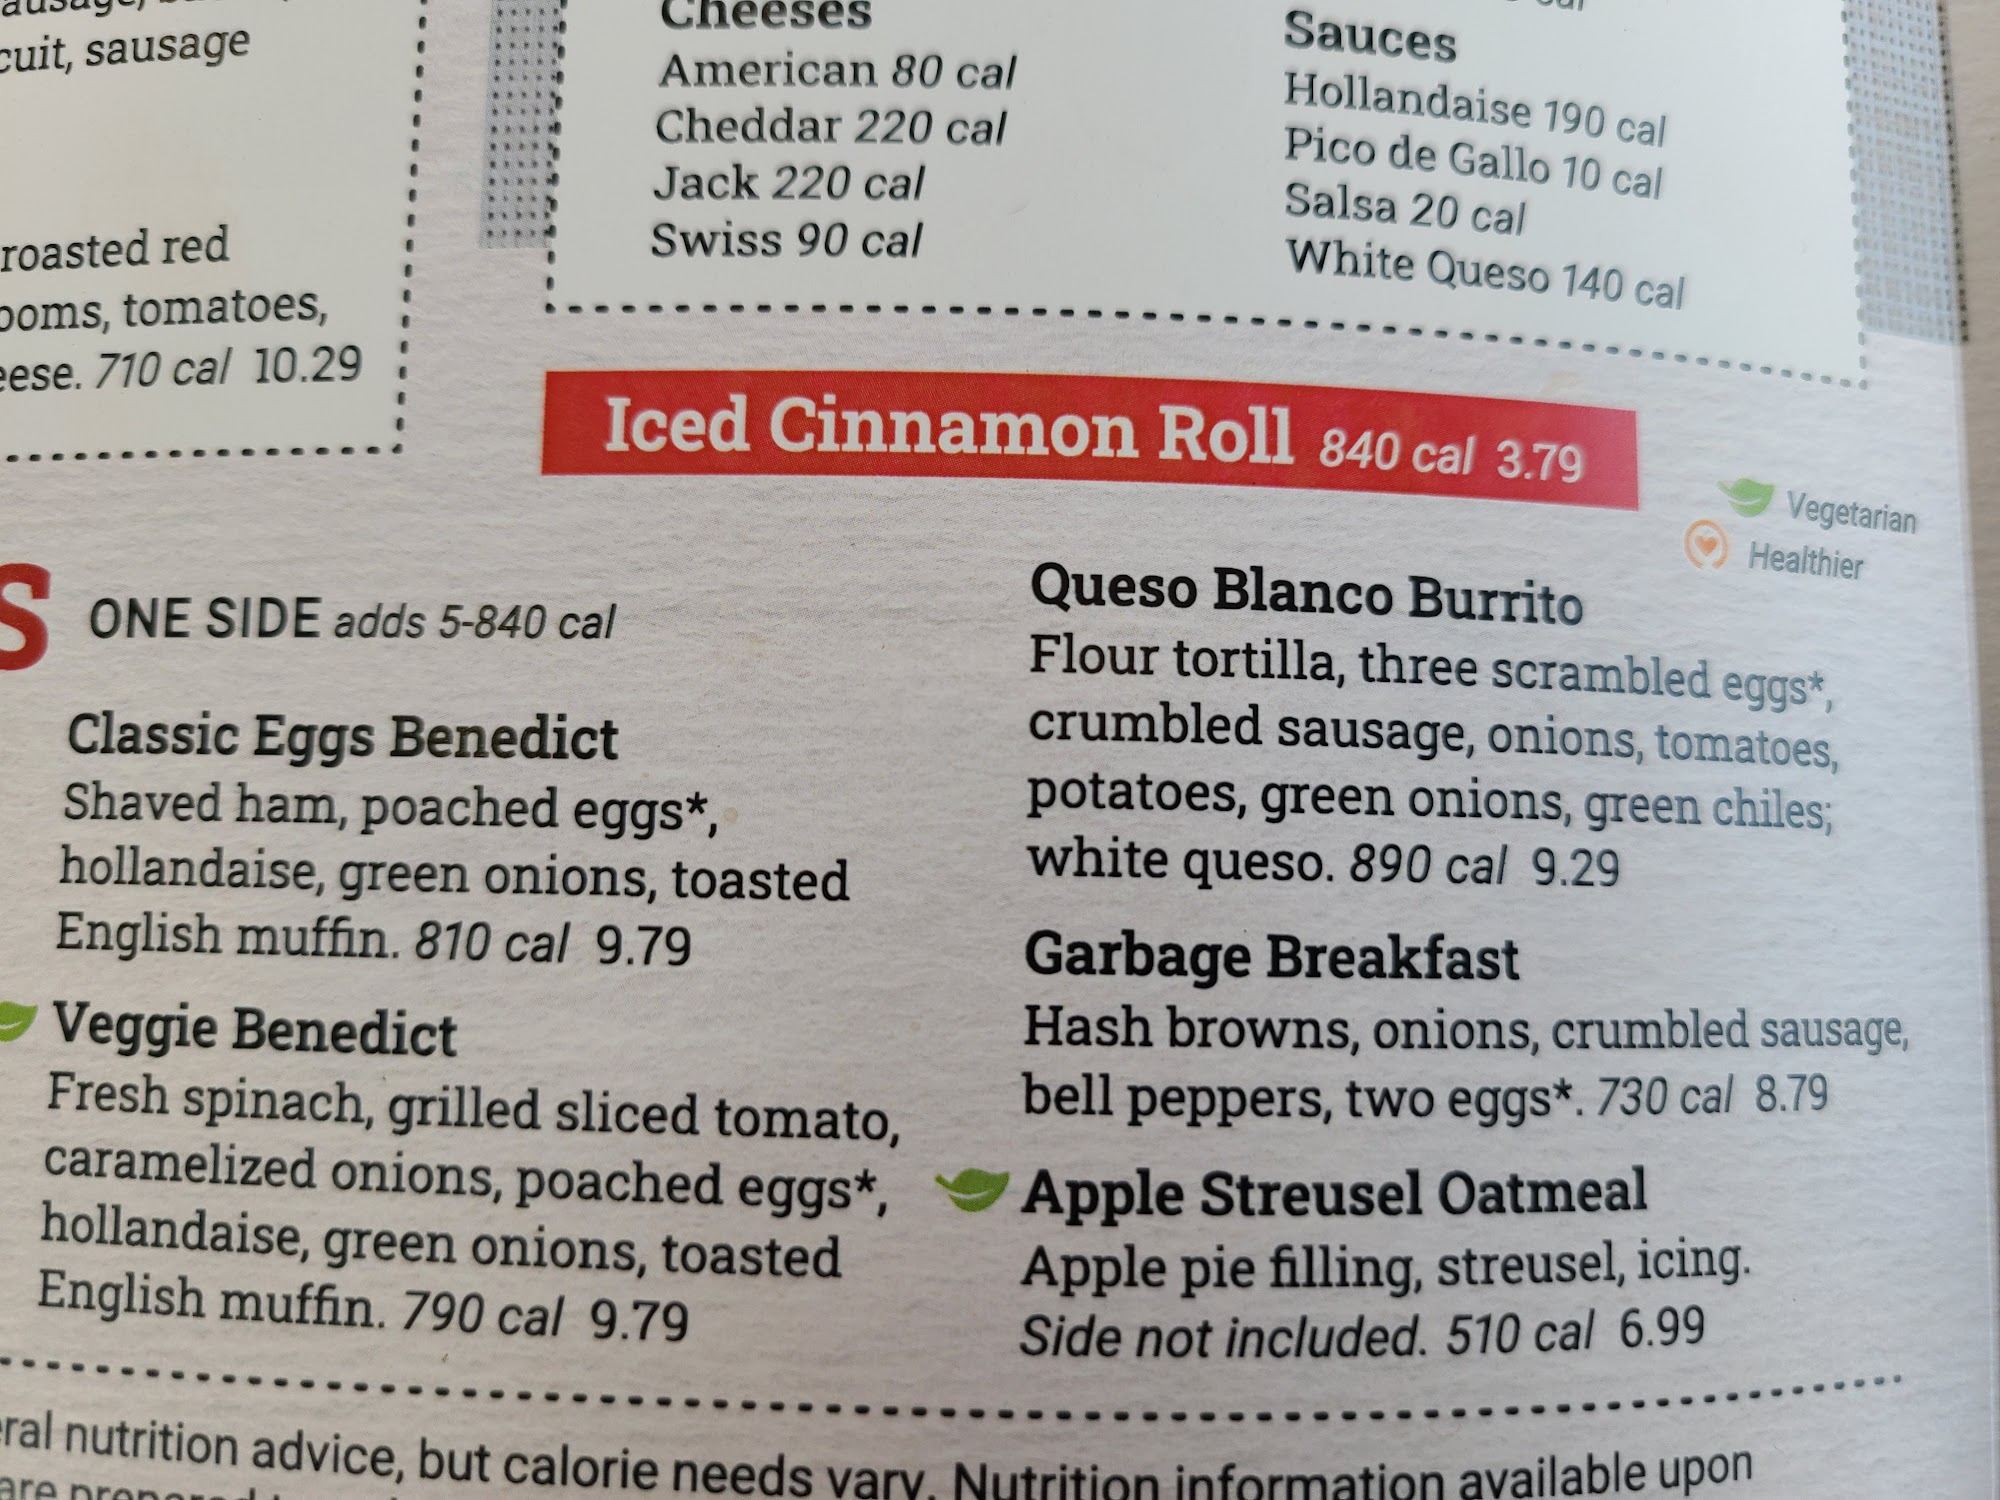 cuit, sausage
roasted red
tomatoes,
710 cal 10.29
Cheeses
American 80 cal
Cheddar 220 cal
Jack 220 cal
Swiss 90 cal
Sauces
Hollandaise 190 cal
Pico de Gallo 10 cal
Salsa 20 cal
White Queso 140 cal
Iced Cinnamon Roll 840 cal 3.79
Vegetarian
Healthier
S ONE SIDE adds 5-840 cal
Classic Eggs Benedict
Shaved ham, poached eggs*,
hollandaise, green onions, toasted
English muffin. 810 cal 9.79
Veggie Benedict
Fresh spinach, grilled sliced tomato,
caramelized onions, poached eggs*,
hollandaise, green onions, toasted
English muffin. 790 cal 9.79
Queso Blanco Burrito
Flour tortilla, three scrambled eggs*,
crumbled sausage, onions, tomatoes,
potatoes, green onions, green chiles;
white queso. 890 cal 9.29
Garbage Breakfast
Hash browns, onions, crumbled sausage,
bell peppers, two eggs*. 730 cal 8.79
Apple Streusel Oatmeal
Apple pie filling, streusel, icing.
Side not included. 510 cal 6.99
nutrition advice, but calorie needs vary. Nutrition information available upon